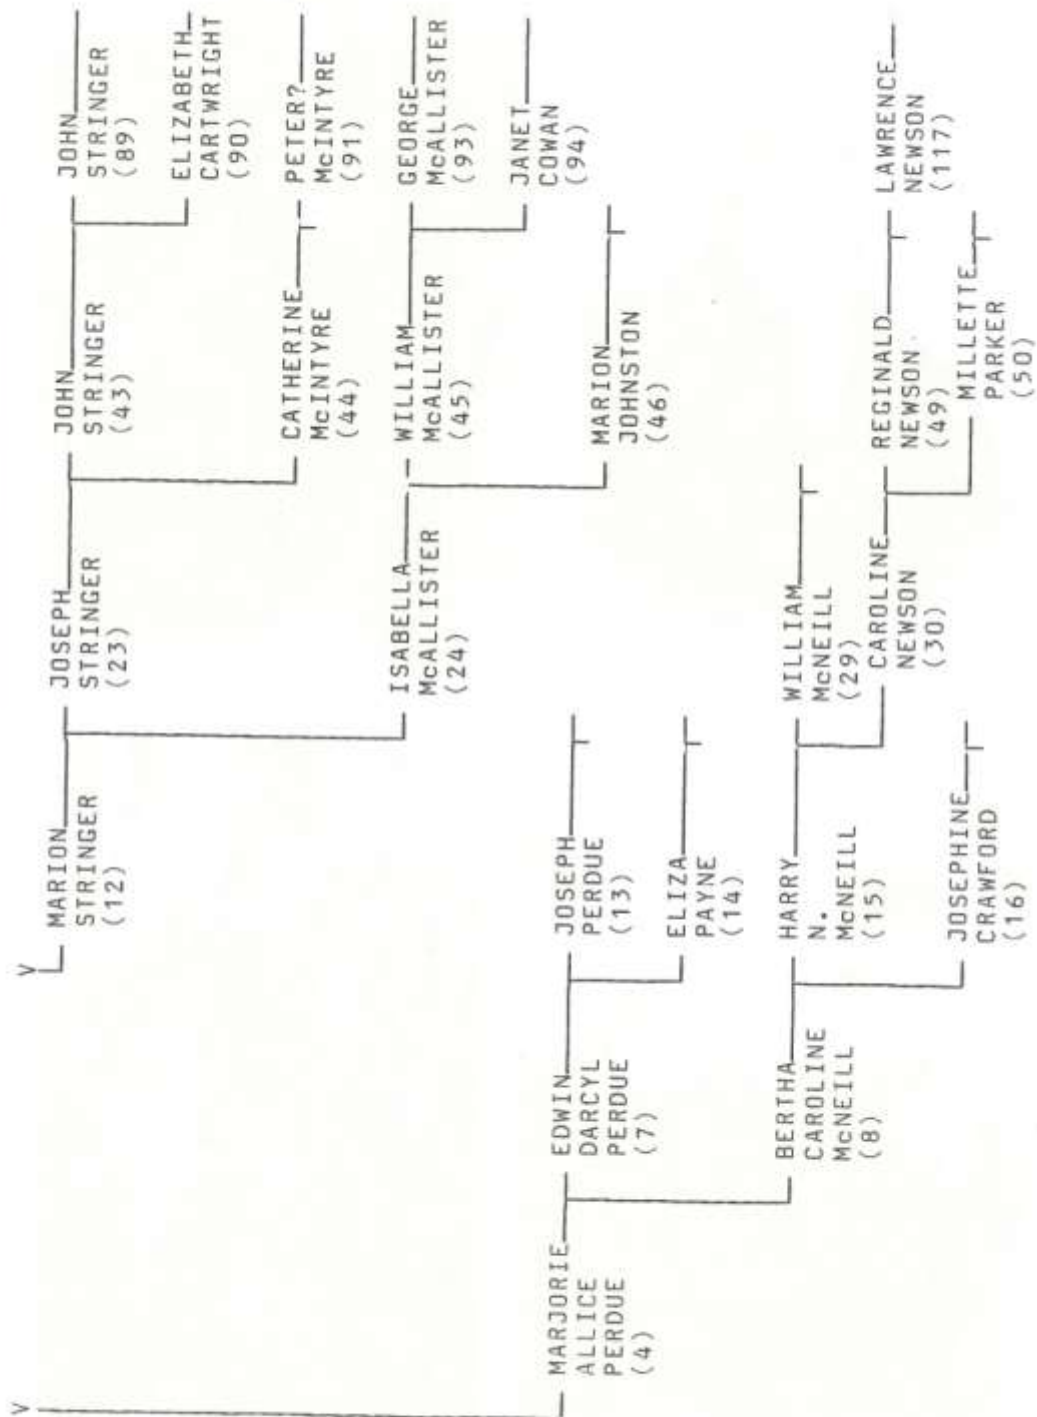 V
MARION
STRINGER
(12)
JOSEPH
STRINGER
(23)
JOHN
STRINGER
(43)
JOHN
STRINGER
(89)
ELIZABETH
CARTWRIGHT
(90)
CATHERINE
McINTYRE
(44)
PETER?
McINTYRE
(91)
ISABELLA
McALLISTER
(24)
WILLIAM
McALLISTER
(45)
GEORGE
McALLISTER
(93)
JANET
COWAN
(94)
MARION
JOHNSTON
(46)
V
MARJORIE
ALLICE
PERDUE
(4)
EDWIN
DARCYL
PERDUE
(7)
JOSEPH
PERDUE
(13)
ELIZA
PAYNE
(14)
BERTHA
CAROLINE
McNEILL
(8)
HARRY
N.
McNEILL
(15)
WILLIAM
McNEILL
(29)
CAROLINE
NEWSON
(30)
REGINALD
NEWSON
(49)
LAWRENCE
NEWSON
(117)
MILLETTE
PARKER
(50)
JOSEPHINE
CRAWFORD
(16)